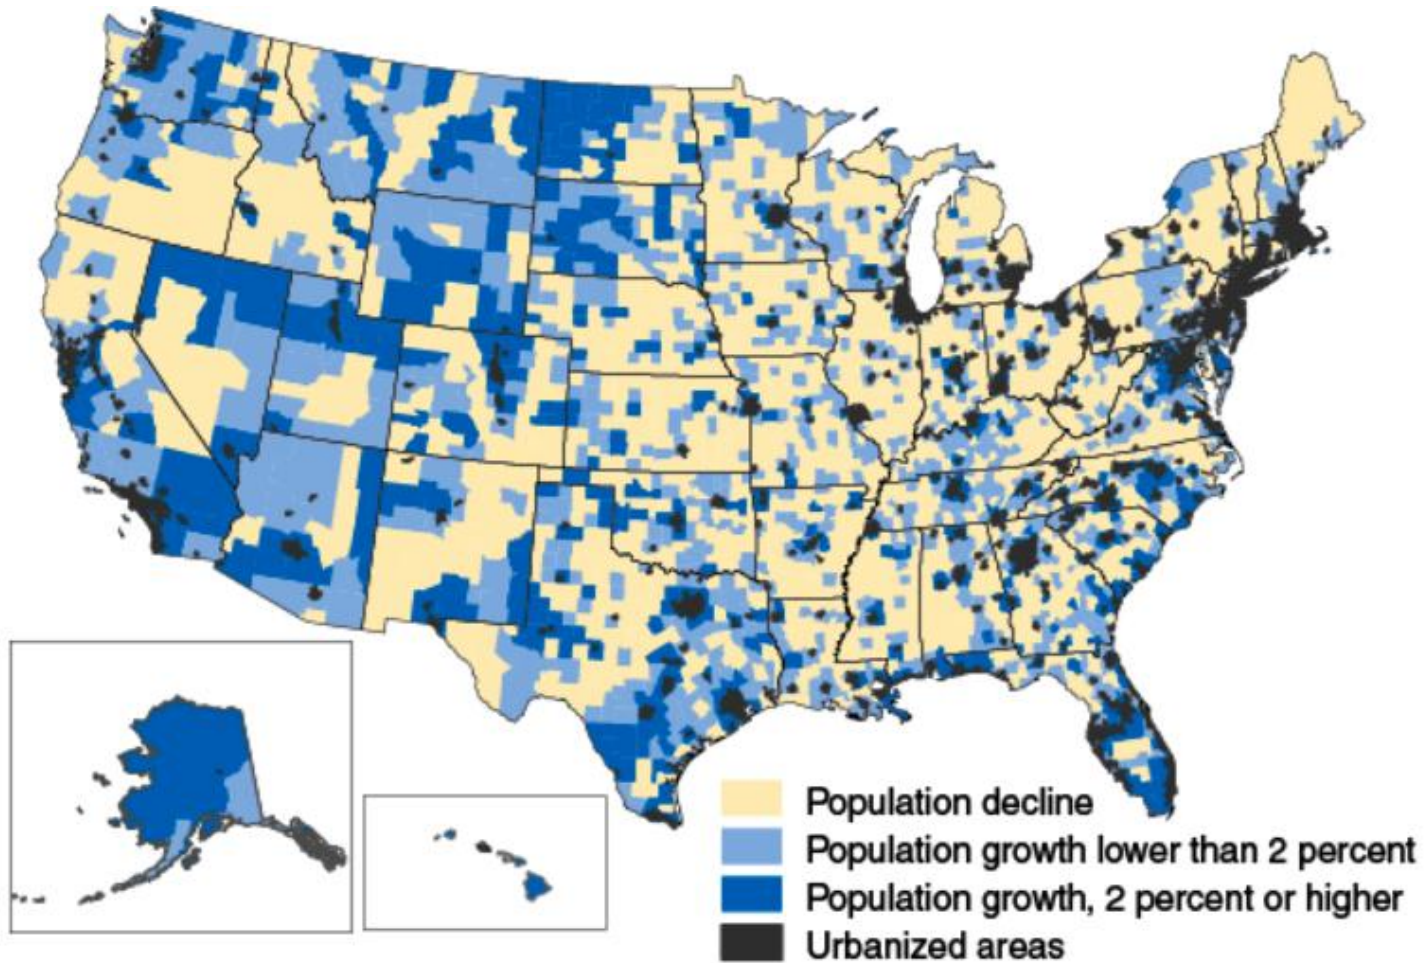 Population decline
Population growth lower than 2 percent
Population growth, 2 percent or higher
Urbanized areas